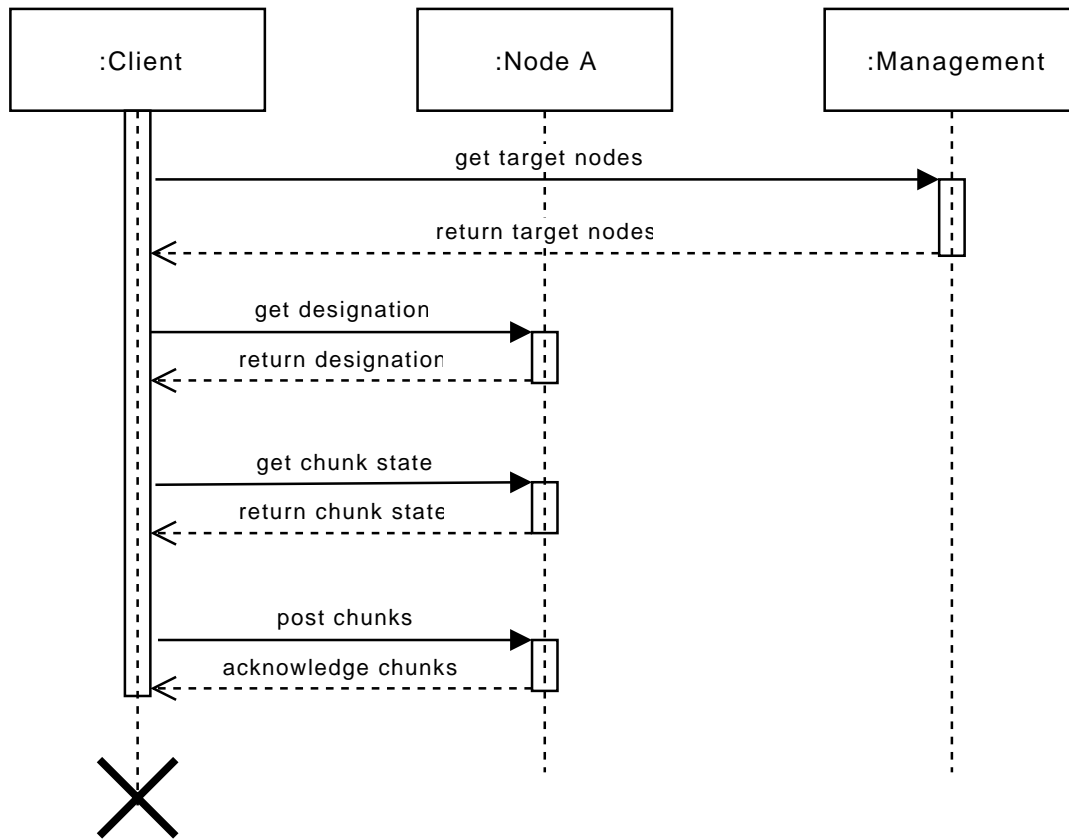 :Client
:Node A
:Management
get target nodes
return target nodes
get designation
return designation
get chunk state
return chunk state
post chunks
acknowledge chunks